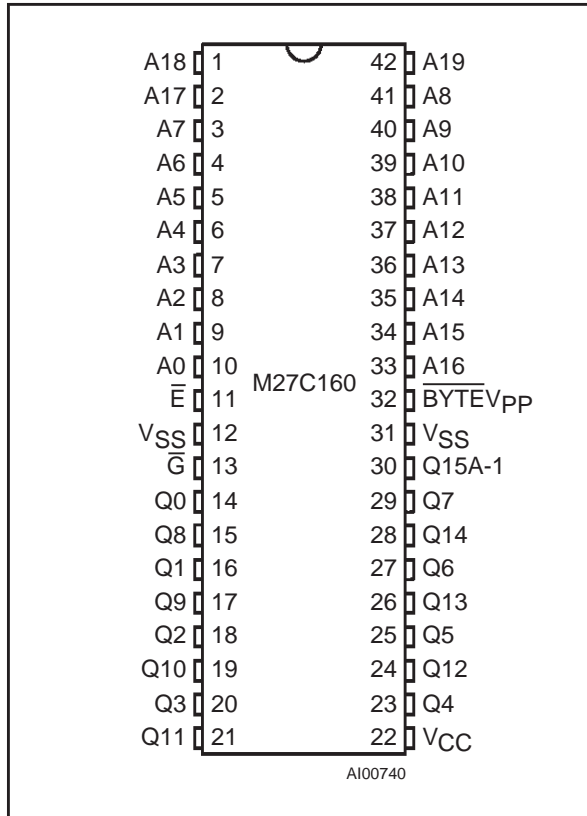 A18 1 42 A19
A17 2 41 A8
A7 3 40 A9
A6 4 39 A10
A5 5 38 A11
A4 6 37 A12
A3 7 36 A13
A2 8 35 A14
A1 9 34 A15
A0 10 33 A16
M27C160
E̅ 11 32 B̅Y̅T̅E̅VPP
VSS 12 31 VSS
G̅ 13 30 Q15A-1
Q0 14 29 Q7
Q8 15 28 Q14
Q1 16 27 Q6
Q9 17 26 Q13
Q2 18 25 Q5
Q10 19 24 Q12
Q3 20 23 Q4
Q11 21 22 VCC
AI00740